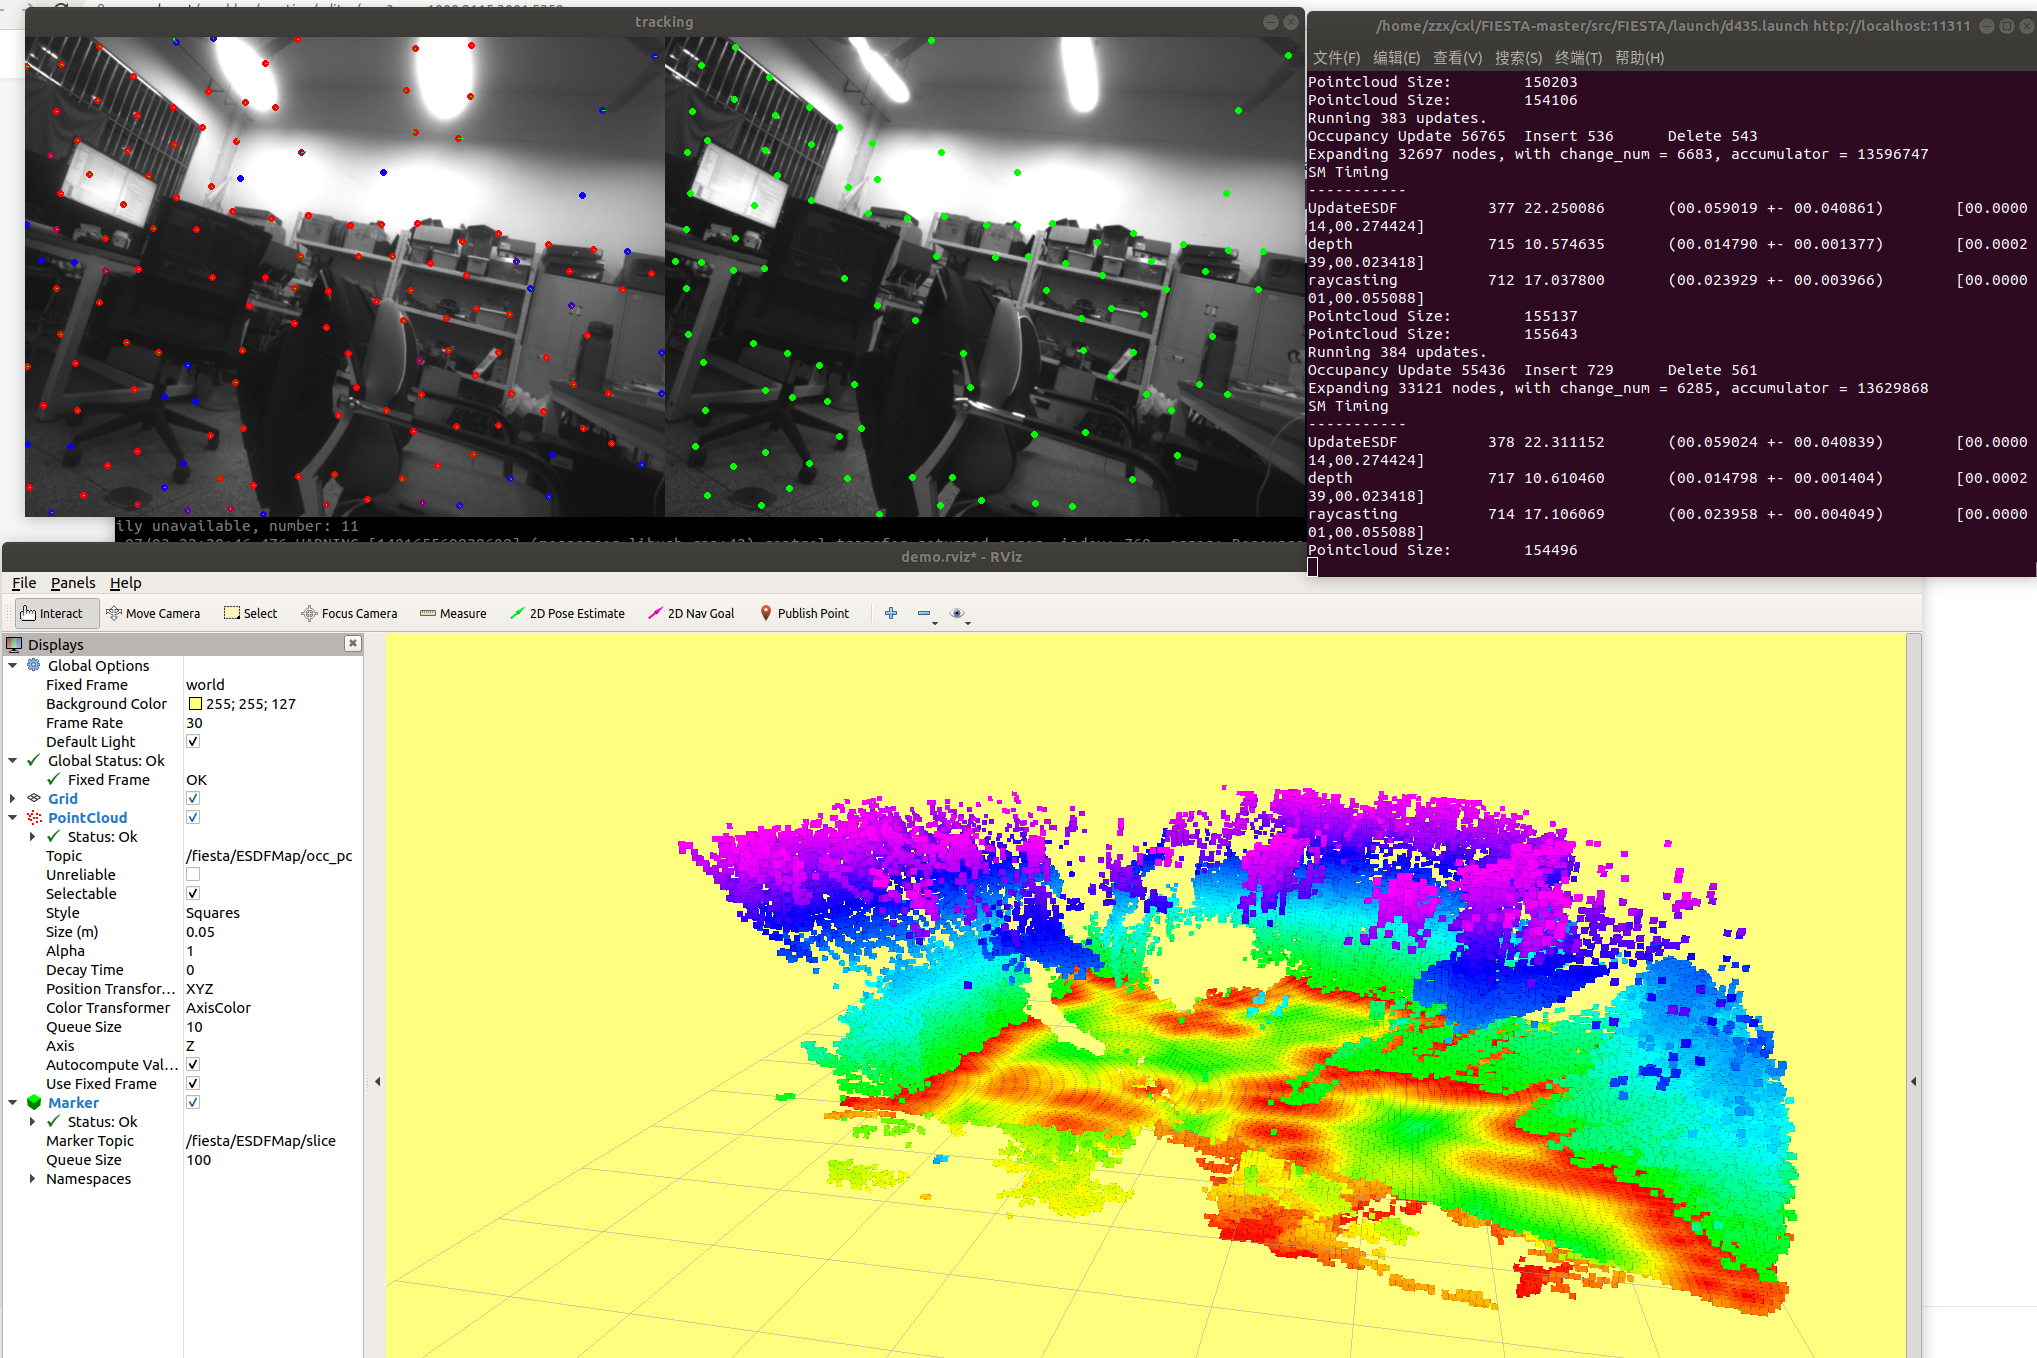 tracking
/home/zzx/cxl/FIESTA-master/src/FIESTA/launch/d435.launch http://localhost:11311
文件(F) 编辑(E) 查看(V) 搜索(S) 终端(T) 帮助(H)
Pointcloud Size: 150203
Pointcloud Size: 154106
Running 383 updates.
Occupancy Update 56765 Insert 536 Delete 543
Expanding 32697 nodes, with change_num = 6683, accumulator = 13596747
SM Timing
-----------
UpdateESDF 377 22.250086 (00.059019 +- 00.040861) [00.0000
14,00.274424]
depth 715 10.574635 (00.014790 +- 00.001377) [00.0002
39,00.023418]
raycasting 712 17.037800 (00.023929 +- 00.003966) [00.0000
01,00.055088]
Pointcloud Size: 155137
Pointcloud Size: 155643
Running 384 updates.
Occupancy Update 55436 Insert 729 Delete 561
Expanding 33121 nodes, with change_num = 6285, accumulator = 13629868
SM Timing
-----------
UpdateESDF 378 22.311152 (00.059024 +- 00.040839) [00.0000
14,00.274424]
depth 717 10.610460 (00.014798 +- 00.001404) [00.0002
39,00.023418]
raycasting 714 17.106069 (00.023958 +- 00.004049) [00.0000
01,00.055088]
Pointcloud Size: 154496
ily unavailable, number: 11
demo.rviz* - RViz
File Panels Help
Interact Move Camera Select Focus Camera Measure 2D Pose Estimate 2D Nav Goal Publish Point
Displays
Global Options
Fixed Frame world
Background Color 255; 255; 127
Frame Rate 30
Default Light
Global Status: Ok
Fixed Frame OK
Grid
PointCloud
Status: Ok
Topic /fiesta/ESDFMap/occ_pc
Unreliable
Selectable
Style Squares
Size (m) 0.05
Alpha 1
Decay Time 0
Position Transfor... XYZ
Color Transformer AxisColor
Queue Size 10
Axis Z
Autocompute Val...
Use Fixed Frame
Marker
Status: Ok
Marker Topic /fiesta/ESDFMap/slice
Queue Size 100
Namespaces